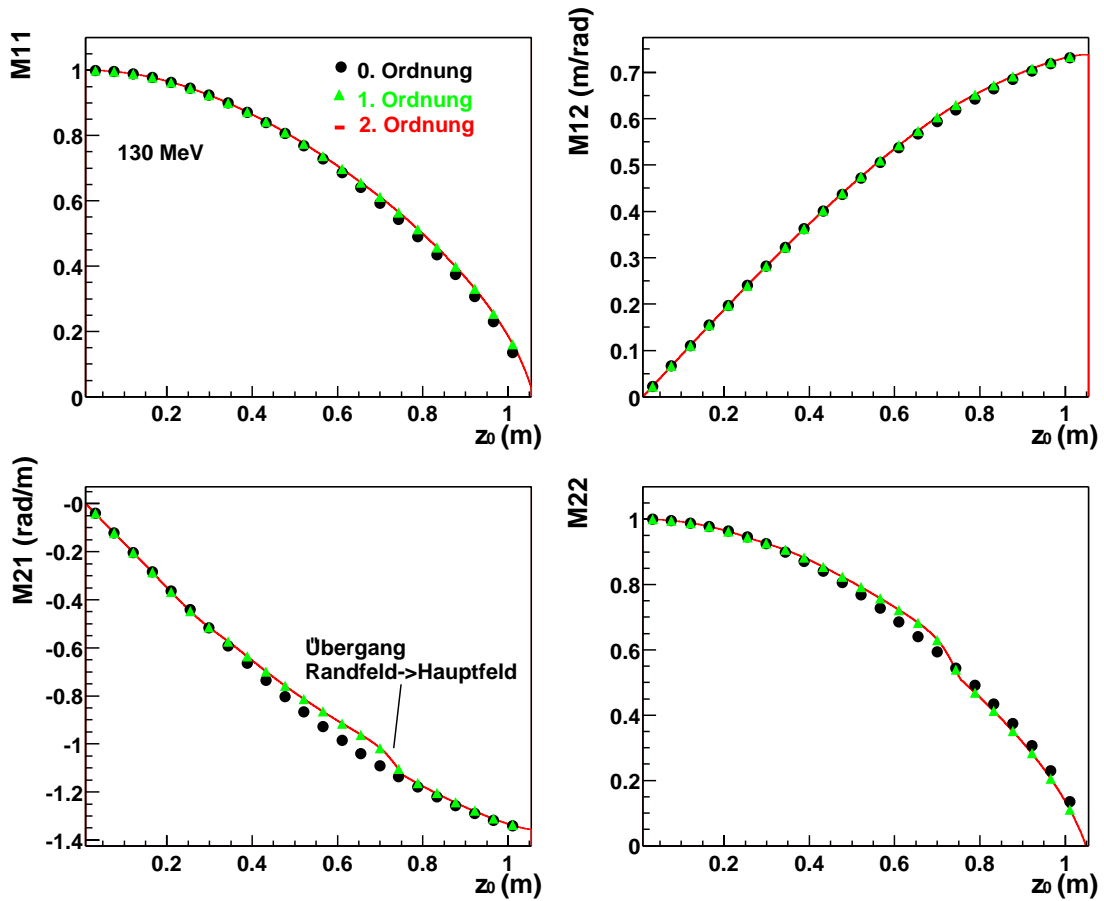 M11
1
0.8
0.6
0.4
0.2
0
0.2 0.4 0.6 0.8 1
z₀ (m)
0. Ordnung
1. Ordnung
2. Ordnung
130 MeV
M12 (m/rad)
0.7
0.6
0.5
0.4
0.3
0.2
0.1
0
0.2 0.4 0.6 0.8 1
z₀ (m)
M21 (rad/m)
-0
-0.2
-0.4
-0.6
-0.8
-1
-1.2
-1.4
0.2 0.4 0.6 0.8 1
z₀ (m)
Übergang
Randfeld->Hauptfeld
M22
1
0.8
0.6
0.4
0.2
0
0.2 0.4 0.6 0.8 1
z₀ (m)